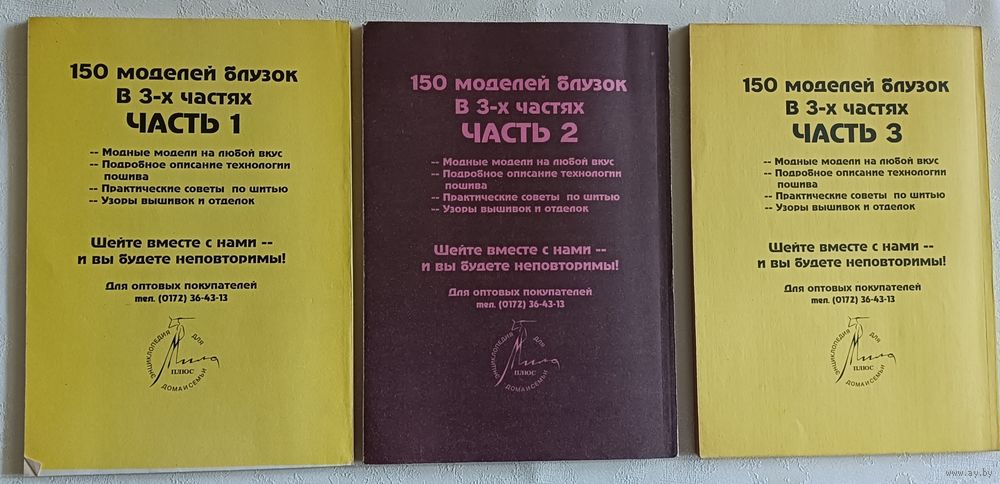 150 моделей блузок
В 3-х частях
ЧАСТЬ 1
-- Модные модели на любой вкус
-- Подробное описание технологии
пошива
-- Практические советы по шитью
-- Узоры вышивок и отделок
Шейте вместе с нами --
и вы будете неповторимы!
Для оптовых покупателей
тел. (0172) 36-43-13
ЭНЦИКЛОПЕДИЯ ДЛЯ
Мила
ПЛЮС
ДОМА И СЕМЬИ
150 моделей блузок
В 3-х частях
ЧАСТЬ 2
-- Модные модели на любой вкус
-- Подробное описание технологии
пошива
-- Практические советы по шитью
-- Узоры вышивок и отделок
Шейте вместе с нами --
и вы будете неповторимы!
Для оптовых покупателей
тел. (0172) 36-43-13
ЭНЦИКЛОПЕДИЯ ДЛЯ
Мила
ПЛЮС
ДОМА И СЕМЬИ
150 моделей блузок
В 3-х частях
ЧАСТЬ 3
-- Модные модели на любой вкус
-- Подробное описание технологии
пошива
-- Практические советы по шитью
-- Узоры вышивок и отделок
Шейте вместе с нами --
и вы будете неповторимы!
Для оптовых покупателей
тел. (0172) 36-43-13
ЭНЦИКЛОПЕДИЯ ДЛЯ
Мила
ПЛЮС
ДОМА И СЕМЬИ
www.ay.by